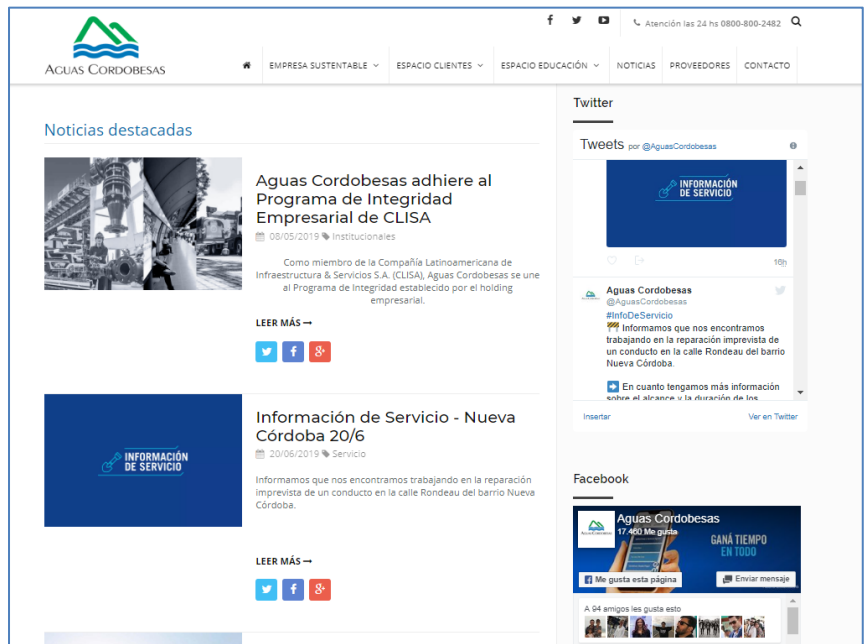 Atención las 24 hs 0800-800-2482
AGUAS CORDOBESAS
EMPRESA SUSTENTABLE
ESPACIO CLIENTES
ESPACIO EDUCACIÓN
NOTICIAS
PROVEEDORES
CONTACTO
Noticias destacadas
Aguas Cordobesas adhiere al
Programa de Integridad
Empresarial de CLISA
08/05/2019 Institucionales
Como miembro de la Compañía Latinoamericana de
Infraestructura & Servicios S.A. (CLISA), Aguas Cordobesas se une
al Programa de Integridad establecido por el holding
empresarial.
LEER MÁS
Información de Servicio - Nueva
Córdoba 20/6
20/06/2019 Servicio
INFORMACIÓN
DE SERVICIO
Informamos que nos encontramos trabajando en la reparación
imprevista de un conducto en la calle Rondeau del barrio Nueva
Córdoba.
LEER MÁS
Twitter
Tweets por @AguasCordobesas
INFORMACIÓN
DE SERVICIO
16h
Aguas Cordobesas
@AguasCordobesas
#InfoDeServicio
Informamos que nos encontramos
trabajando en la reparación imprevista de
un conducto en la calle Rondeau del barrio
Nueva Córdoba.
En cuanto tengamos más información
sobre el alcance y la duración de los
Insertar
Ver en Twitter
Facebook
Aguas Cordobesas
17.460 Me gusta
GANÁ TIEMPO
EN TODO
Me gusta esta página
Enviar mensaje
A 94 amigos les gusta esto